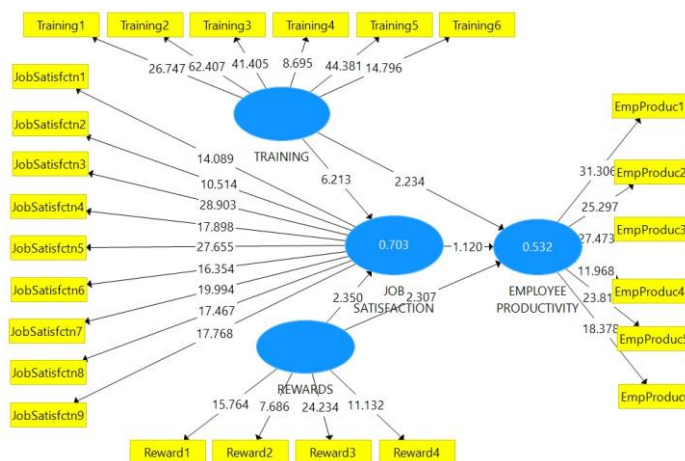 Training1 Training2 Training3 Training4 Training5 Training6
26.747 62.407 41.405 8.695 44.381 14.796
TRAINING
JobSatisfctn1
JobSatisfctn2
JobSatisfctn3
JobSatisfctn4
JobSatisfctn5
JobSatisfctn6
JobSatisfctn7
JobSatisfctn8
JobSatisfctn9
14.089
10.514
28.903
17.898
27.655
16.354
19.994
17.467
17.768
6.213
2.234
0.703
JOB
SATISFACTION
1.120
2.350
2.307
0.532
EMPLOYEE
PRODUCTIVITY
EmpProduc1
EmpProduc2
EmpProduc3
EmpProduc4
EmpProduc5
EmpProduc
31.306
25.297
27.473
11.968
23.81
18.378
REWARDS
15.764 7.686 24.234 11.132
Reward1 Reward2 Reward3 Reward4